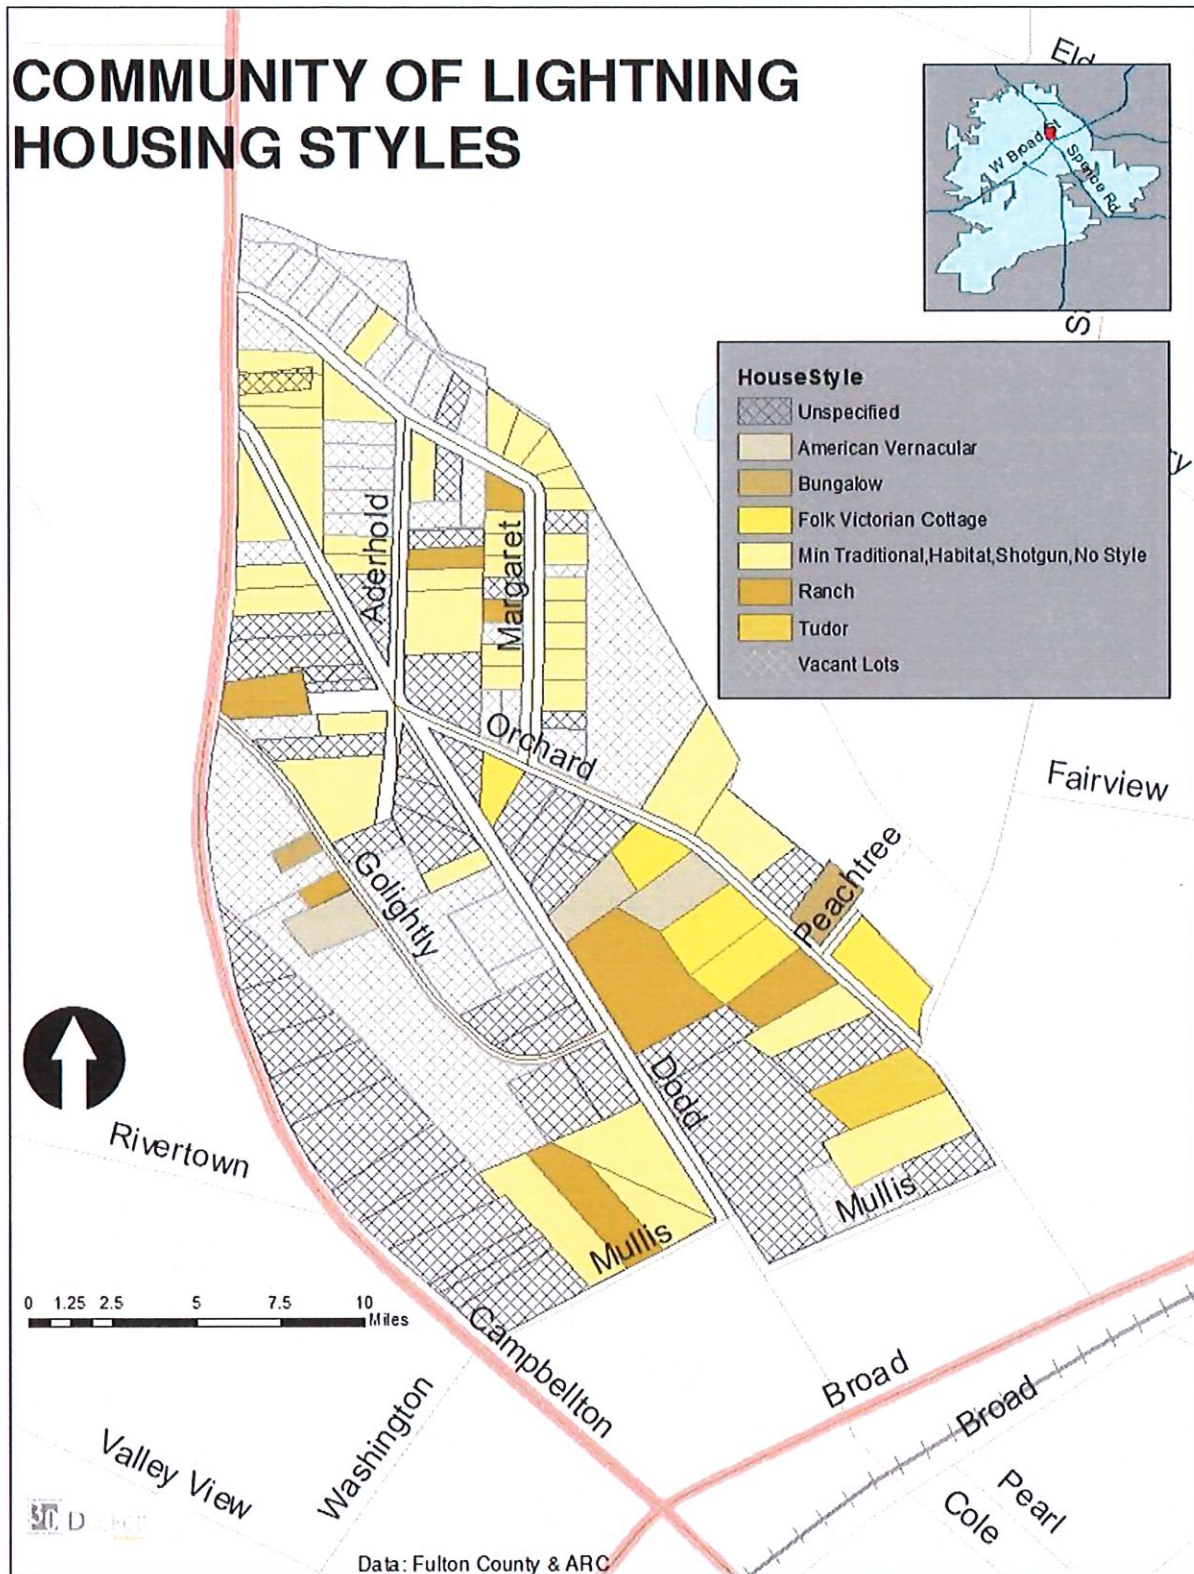 COMMUNITY OF LIGHTNING
HOUSING STYLES
W Broad St
Spence Rd
HouseStyle
Unspecified
American Vernacular
Bungalow
Folk Victorian Cottage
Min Traditional,Habitat,Shotgun,No Style
Ranch
Tudor
Vacant Lots
Aderhold
Margaret
Orchard
Fairview
Peachtree
Golightly
Dodd
Rivertown
Mullis
Mullis
0 1.25 2.5 5 7.5 10
Miles
Campbellton
Broad
Broad
Washington
Valley View
Pearl
Cole
Data: Fulton County & ARC